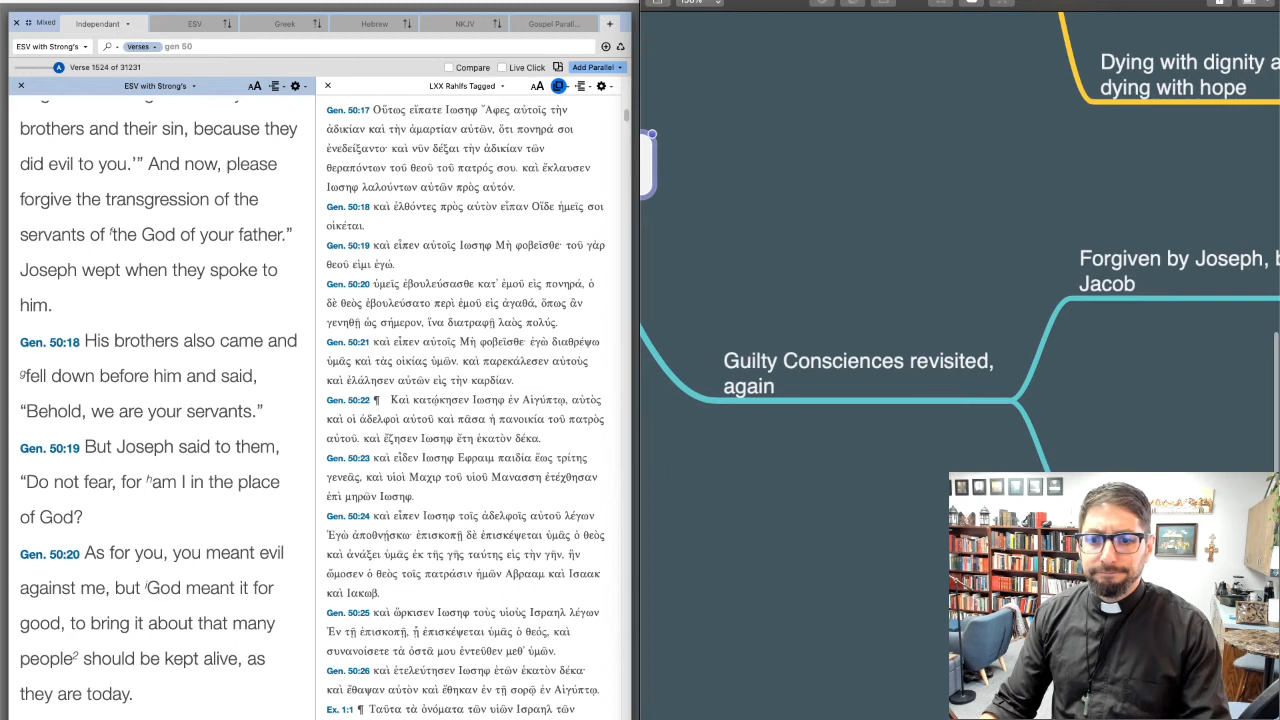 Mixed
Independant
ESV
Greek
Hebrew
NKJV
Gospel Parall...
ESV with Strong's
Verses
gen 50
Verse 1524 of 31231
Compare
Live Click
Add Parallel
ESV with Strong's
brothers and their sin, because they
did evil to you.’” And now, please
forgive the transgression of the
servants of fthe God of your father.”
Joseph wept when they spoke to
him.
Gen. 50:18 His brothers also came and
gfell down before him and said,
“Behold, we are your servants.”
Gen. 50:19 But Joseph said to them,
“Do not fear, for ham I in the place
of God?
Gen. 50:20 As for you, you meant evil
against me, but iGod meant it for
good, to bring it about that many
people2 should be kept alive, as
they are today.
LXX Rahlfs Tagged
Gen. 50:17 Οὕτως εἴπατε Ιωσηφ Ἄφες αὐτοῖς τὴν
ἀδικίαν καὶ τὴν ἁμαρτίαν αὐτῶν, ὅτι πονηρά σοι
ἐνεδείξαντο· καὶ νῦν δέξαι τὴν ἀδικίαν τῶν
θεραπόντων τοῦ θεοῦ τοῦ πατρός σου. καὶ ἔκλαυσεν
Ιωσηφ λαλούντων αὐτῶν πρὸς αὐτόν.
Gen. 50:18 καὶ ἐλθόντες πρὸς αὐτὸν εἶπαν Οἵδε ἡμεῖς σοι
οἰκέται.
Gen. 50:19 καὶ εἶπεν αὐτοῖς Ιωσηφ Μὴ φοβεῖσθε· τοῦ γὰρ
θεοῦ εἰμι ἐγώ.
Gen. 50:20 ὑμεῖς ἐβουλεύσασθε κατ᾽ ἐμοῦ εἰς πονηρά, ὁ
δὲ θεὸς ἐβουλεύσατο περὶ ἐμοῦ εἰς ἀγαθά, ὅπως ἂν
γενηθῇ ὡς σήμερον, ἵνα διατραφῇ λαὸς πολύς.
Gen. 50:21 καὶ εἶπεν αὐτοῖς Μὴ φοβεῖσθε· ἐγὼ διαθρέψω
ὑμᾶς καὶ τὰς οἰκίας ὑμῶν. καὶ παρεκάλεσεν αὐτοὺς
καὶ ἐλάλησεν αὐτῶν εἰς τὴν καρδίαν.
Gen. 50:22 ¶ Καὶ κατῴκησεν Ιωσηφ ἐν Αἰγύπτῳ, αὐτὸς
καὶ οἱ ἀδελφοὶ αὐτοῦ καὶ πᾶσα ἡ πανοικία τοῦ πατρὸς
αὐτοῦ. καὶ ἔζησεν Ιωσηφ ἔτη ἑκατὸν δέκα.
Gen. 50:23 καὶ εἶδεν Ιωσηφ Εφραιμ παιδία ἕως τρίτης
γενεᾶς, καὶ υἱοὶ Μαχιρ τοῦ υἱοῦ Μανασση ἐτέχθησαν
ἐπὶ μηρῶν Ιωσηφ.
Gen. 50:24 καὶ εἶπεν Ιωσηφ τοῖς ἀδελφοῖς αὐτοῦ λέγων
Ἐγὼ ἀποθνῄσκω· ἐπισκοπῇ δὲ ἐπισκέψεται ὑμᾶς ὁ θεὸς
καὶ ἀνάξει ὑμᾶς ἐκ τῆς γῆς ταύτης εἰς τὴν γῆν, ἣν
ὤμοσεν ὁ θεὸς τοῖς πατράσιν ἡμῶν Αβρααμ καὶ Ισαακ
καὶ Ιακωβ.
Gen. 50:25 καὶ ὥρκισεν Ιωσηφ τοὺς υἱοὺς Ισραηλ λέγων
Ἐν τῇ ἐπισκοπῇ, ᾗ ἐπισκέψεται ὑμᾶς ὁ θεός, καὶ
συνανοίσετε τὰ ὀστᾶ μου ἐντεῦθεν μεθ᾽ ὑμῶν.
Gen. 50:26 καὶ ἐτελεύτησεν Ιωσηφ ἐτῶν ἑκατὸν δέκα·
καὶ ἔθαψαν αὐτὸν καὶ ἔθηκαν ἐν τῇ σορῷ ἐν Αἰγύπτῳ.
Ex. 1:1 ¶ Ταῦτα τὰ ὀνόματα τῶν υἱῶν Ισραηλ τῶν
Dying with dignity a
dying with hope
Forgiven by Joseph, b
Jacob
Guilty Consciences revisited,
again